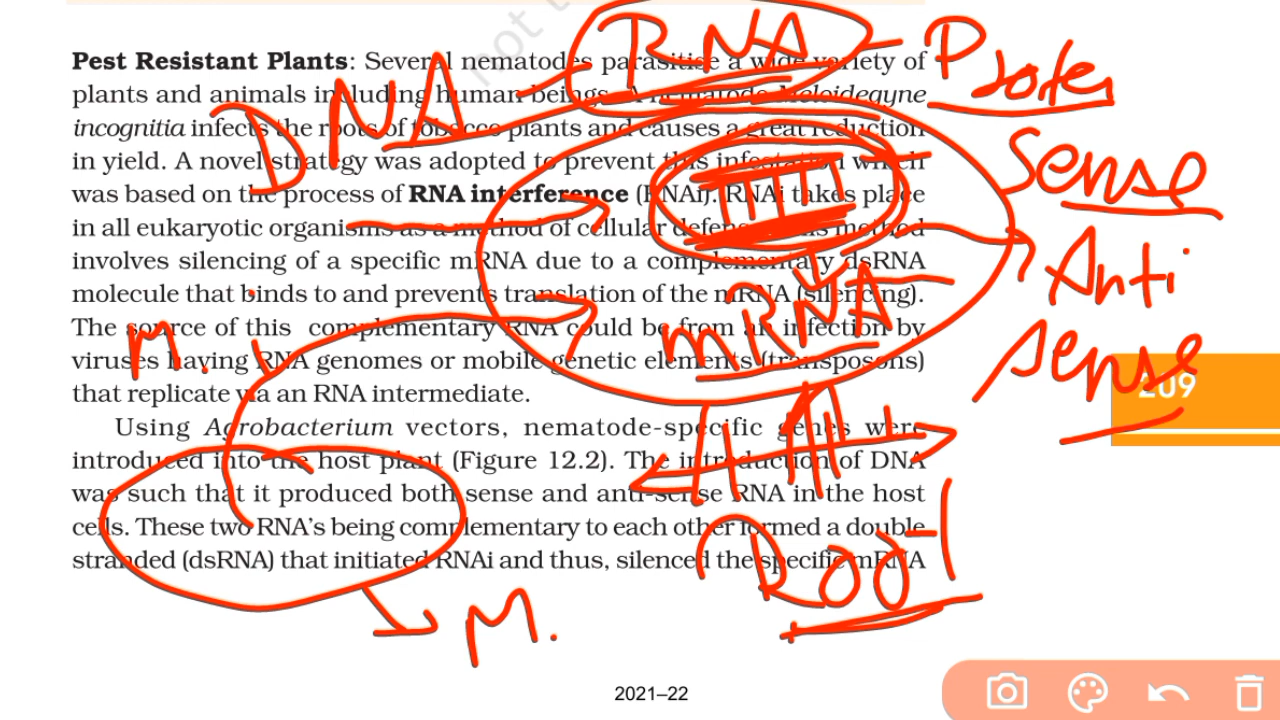 not t
Pest Resistant Plants: Several nematodes parasitise a wide variety of
plants and animals including human beings. A nematode Meloidegyne
incognitia infects the roots of tobacco plants and causes a great reduction
in yield. A novel strategy was adopted to prevent this infestation which
was based on the process of RNA interference (RNAi). RNAi takes place
in all eukaryotic organisms as a method of cellular defense. This method
involves silencing of a specific mRNA due to a complementary dsRNA
molecule that binds to and prevents translation of the mRNA (silencing).
The source of this complementary RNA could be from an infection by
viruses having RNA genomes or mobile genetic elements (transposons)
that replicate via an RNA intermediate.
Using Agrobacterium vectors, nematode-specific genes were
introduced into the host plant (Figure 12.2). The introduction of DNA
was such that it produced both sense and anti-sense RNA in the host
cells. These two RNA's being complementary to each other formed a double
stranded (dsRNA) that initiated RNAi and thus, silenced the specific mRNA
209
2021–22
DNA
RNA
Protein
Sense
Anti
sense
mRNA
M.
M.
Root